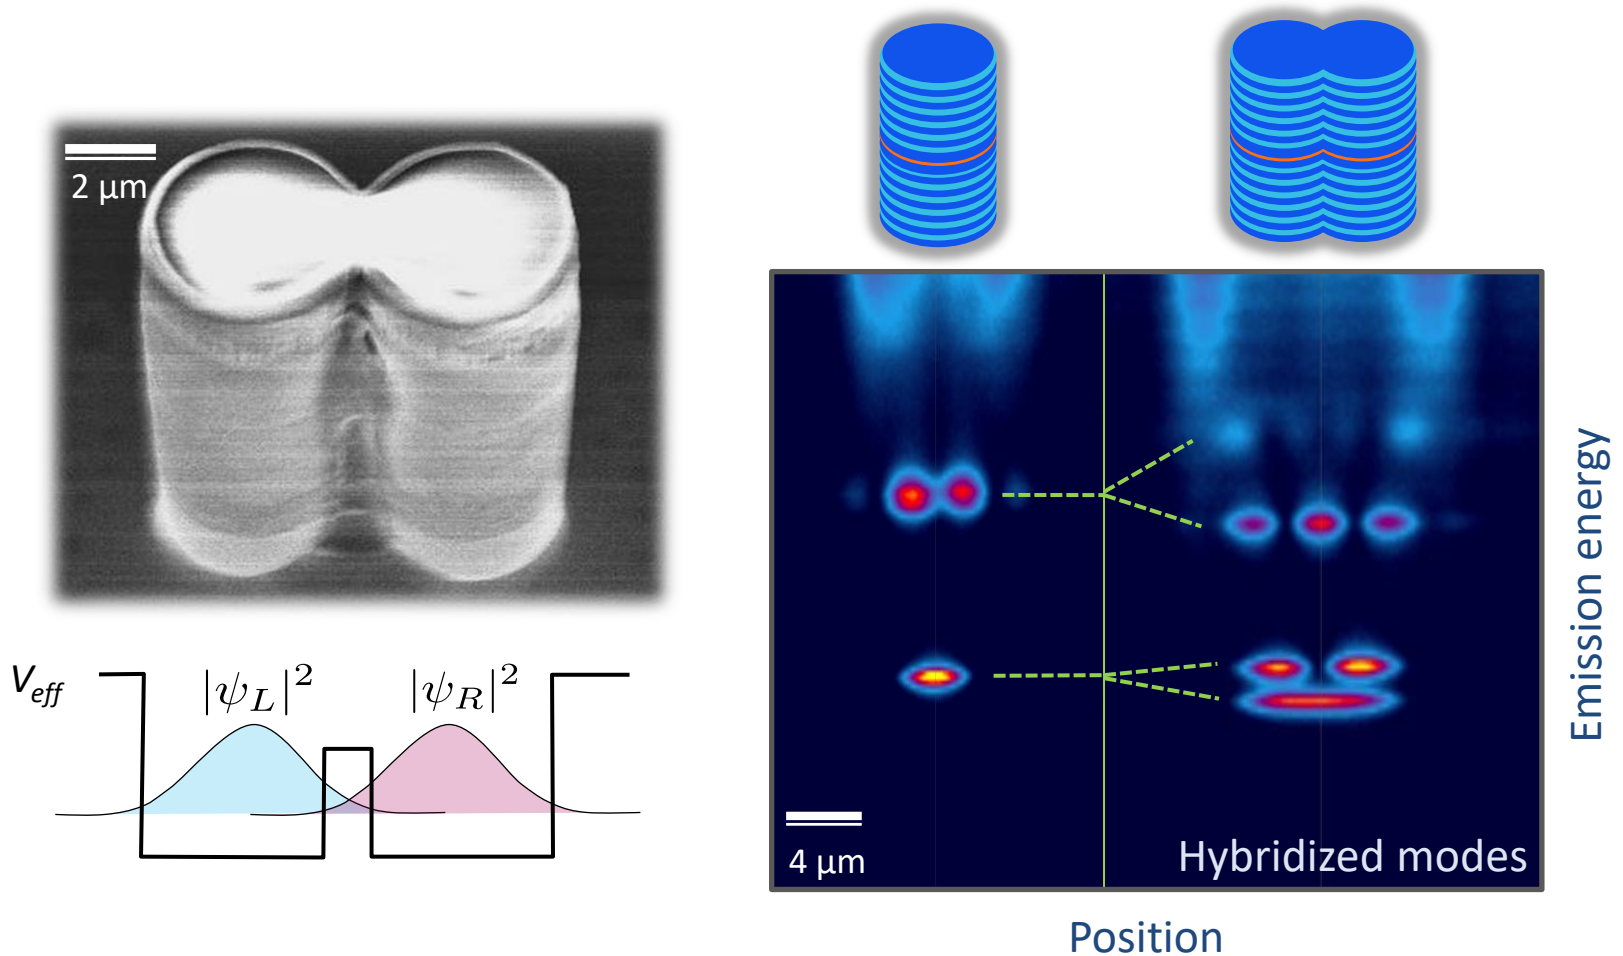 2 μm
V_eff
|ψ_L|^2
|ψ_R|^2
4 μm
Hybridized modes
Position
Emission energy